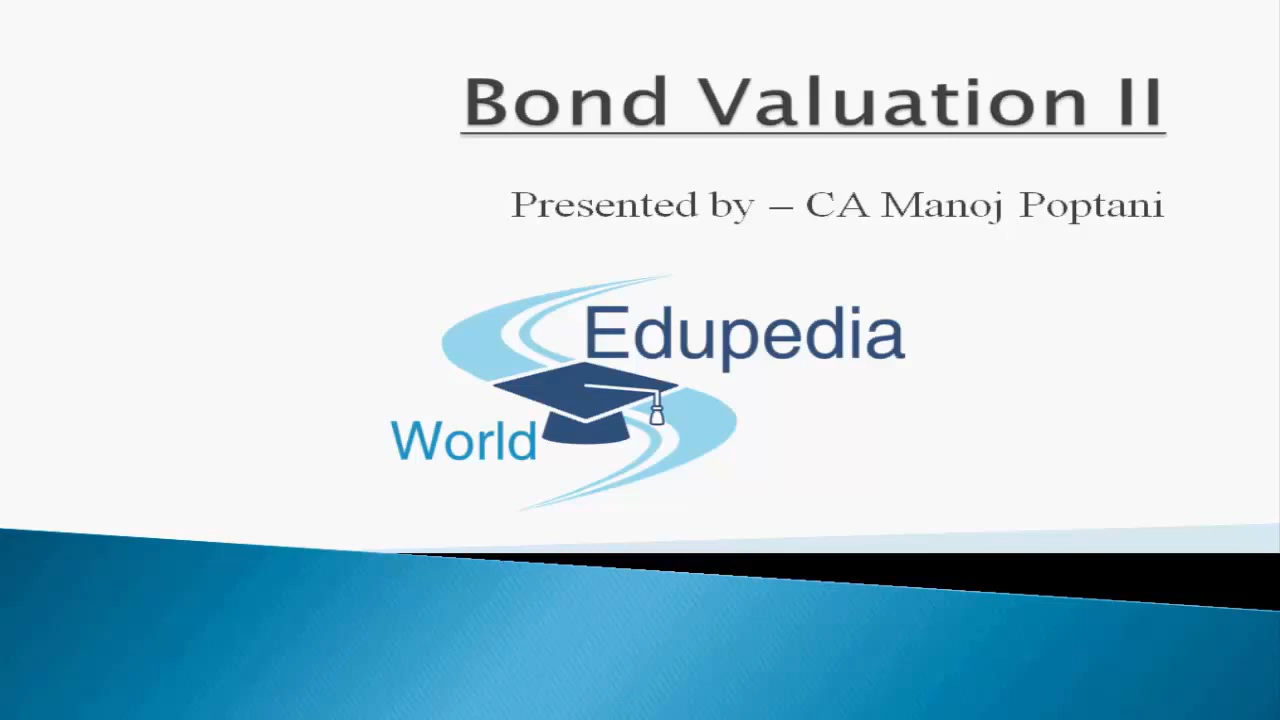 Bond Valuation II
Presented by – CA Manoj Poptani
Edupedia
World